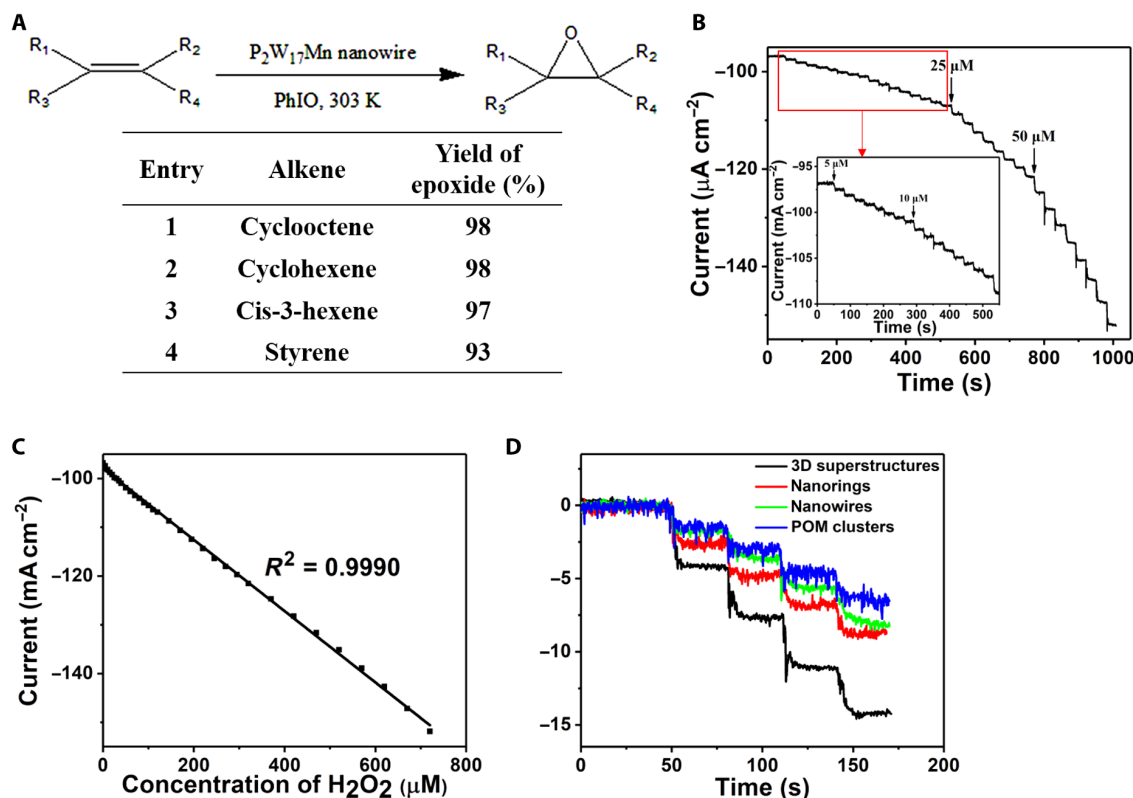 A
R₁
R₂
R₃
R₄
P₂W₁₇Mn nanowire
PhIO, 303 K
O
R₁
R₂
R₃
R₄
Entry Alkene Yield of epoxide (%)
1 Cyclooctene 98
2 Cyclohexene 98
3 Cis-3-hexene 97
4 Styrene 93
B
Current (μA cm⁻²)
−100
−120
−140
25 μM
50 μM
Current (mA cm⁻²)
−95
−100
−105
−110
5 μM
10 μM
0 100 200 300 400 500
Time (s)
0 200 400 600 800 1000
Time (s)
C
Current (mA cm⁻²)
−100
−120
−140
R² = 0.9990
0 200 400 600 800
Concentration of H₂O₂ (μM)
D
3D superstructures
Nanorings
Nanowires
POM clusters
0
−5
−10
−15
0 50 100 150 200
Time (s)